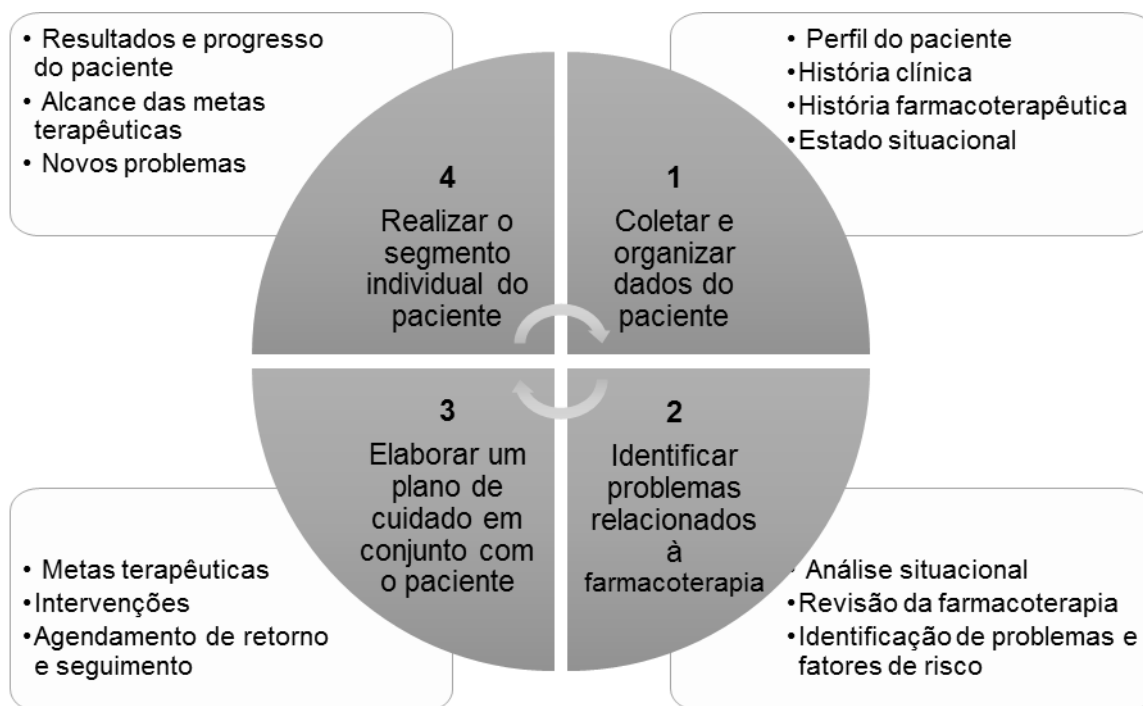 • Resultados e progresso
do paciente
• Alcance das metas
terapêuticas
• Novos problemas
• Perfil do paciente
•História clínica
•História farmacoterapêutica
•Estado situacional
4
Realizar o
segmento
individual do
paciente
1
Coletar e
organizar
dados do
paciente
3
Elaborar um
plano de
cuidado em
conjunto com
o paciente
2
Identificar
problemas
relacionados
à
farmacoterapia
• Metas terapêuticas
•Intervenções
•Agendamento de retorno
e seguimento
• Análise situacional
•Revisão da farmacoterapia
•Identificação de problemas e
fatores de risco